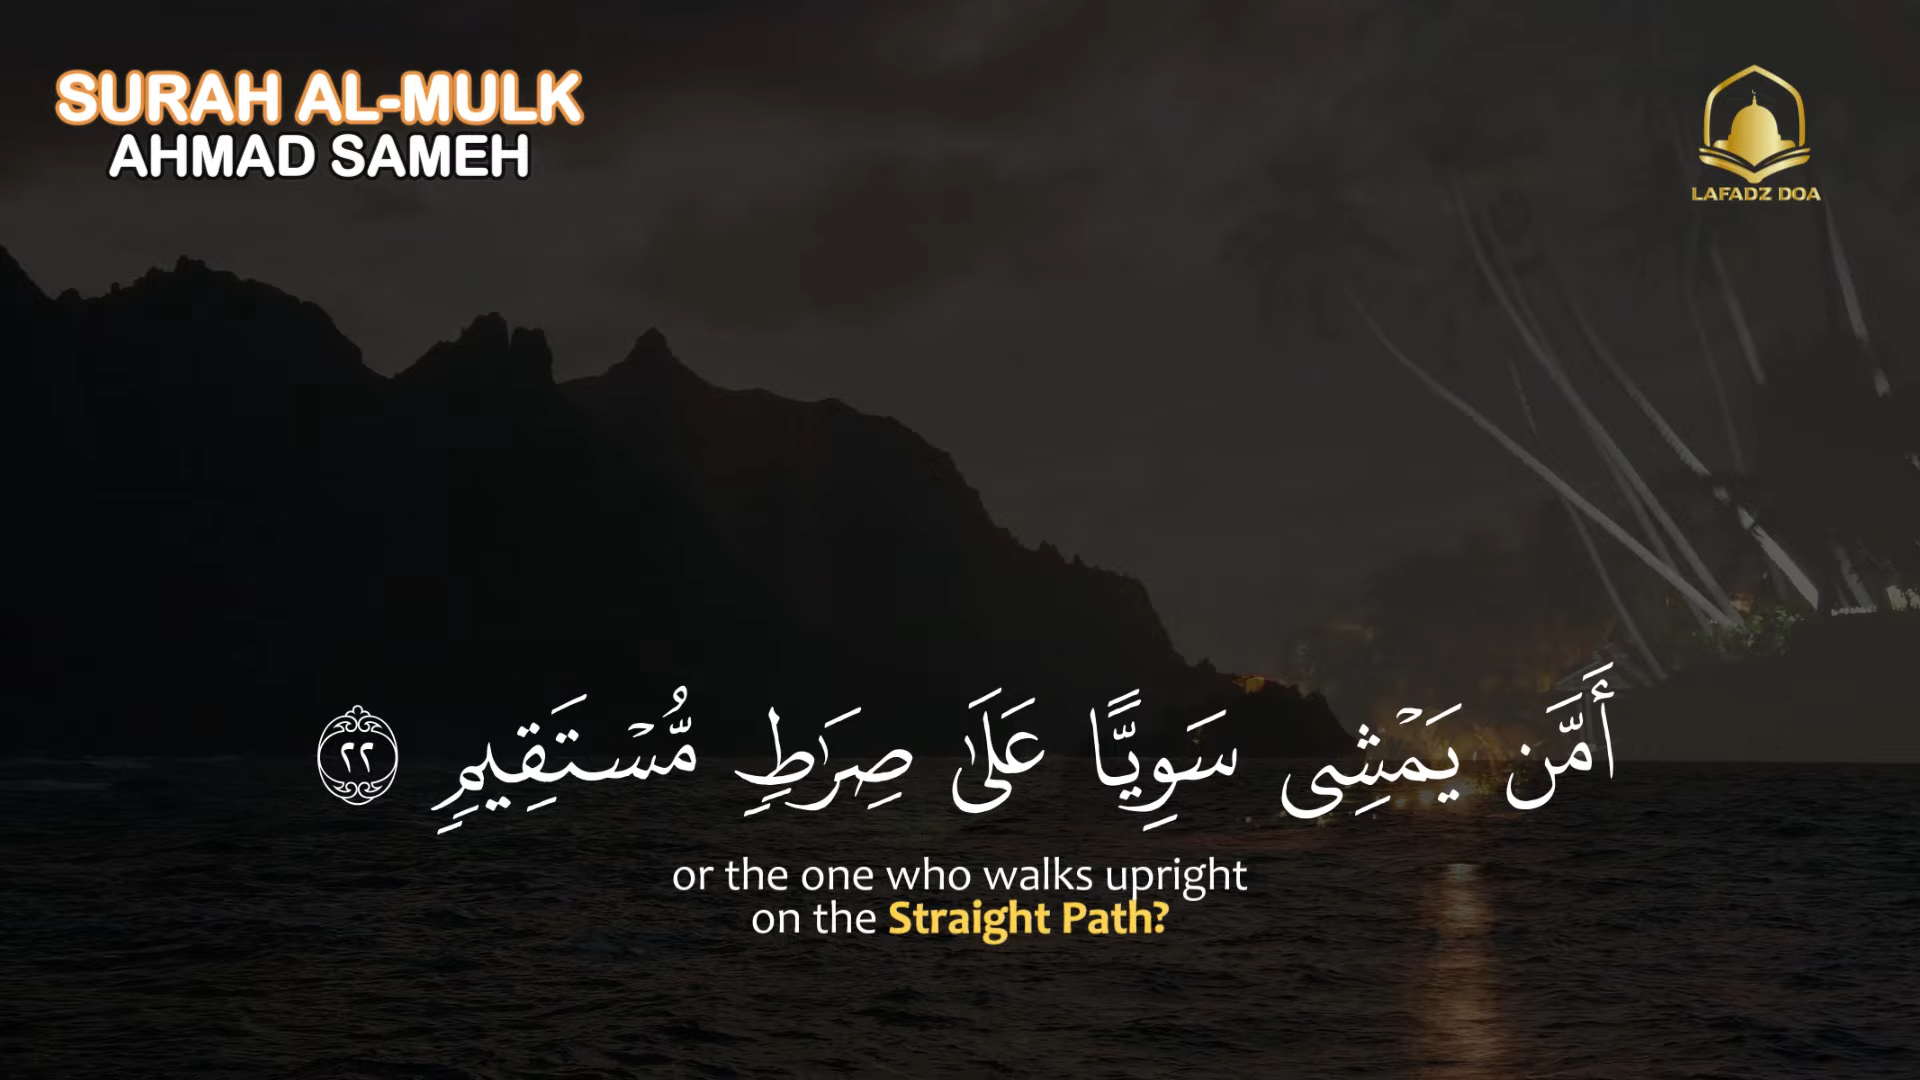 SURAH AL-MULK
AHMAD SAMEH
LAFADZ DOA
أَمَّن يَمْشِى سَوِيًّا عَلَىٰ صِرَٰطٍ مُّسْتَقِيمٍ ٢٢
or the one who walks upright
on the Straight Path?